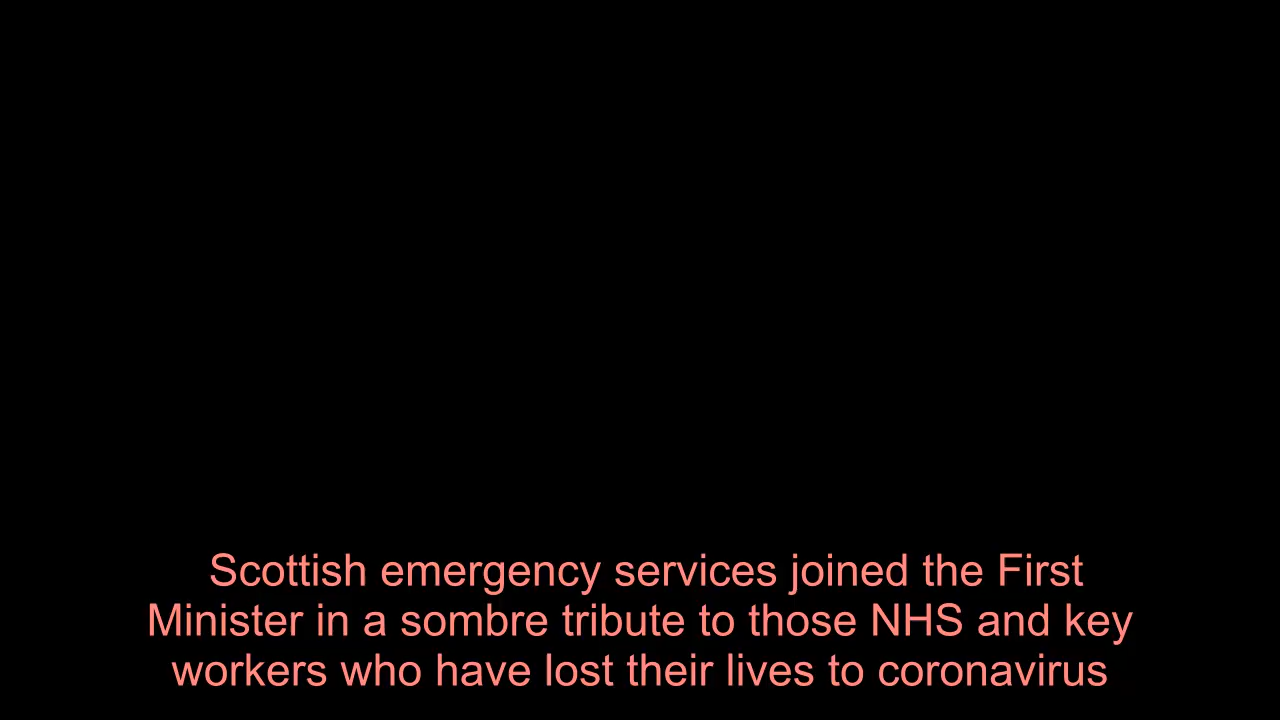 Scottish emergency services joined the First
Minister in a sombre tribute to those NHS and key
workers who have lost their lives to coronavirus